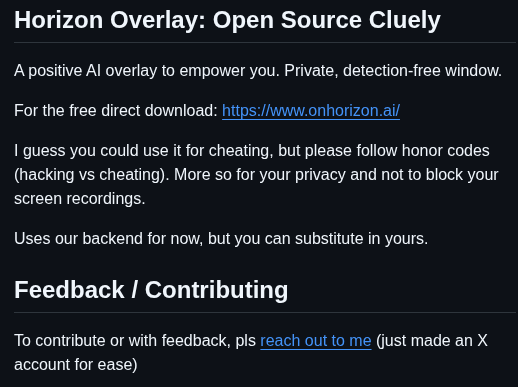 Horizon Overlay: Open Source Cluely
A positive AI overlay to empower you. Private, detection-free window.
For the free direct download: https://www.onhorizon.ai/
I guess you could use it for cheating, but please follow honor codes
(hacking vs cheating). More so for your privacy and not to block your
screen recordings.
Uses our backend for now, but you can substitute in yours.
Feedback / Contributing
To contribute or with feedback, pls reach out to me (just made an X
account for ease)